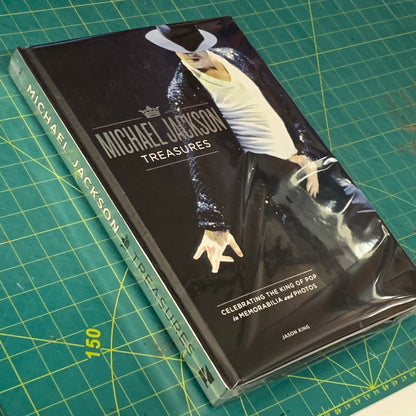 MICHAEL JACKSON
TREASURES
CELEBRATING THE KING OF POP
in MEMORABILIA and PHOTOS
JASON KING
MICHAEL JACKSON TREASURES
150